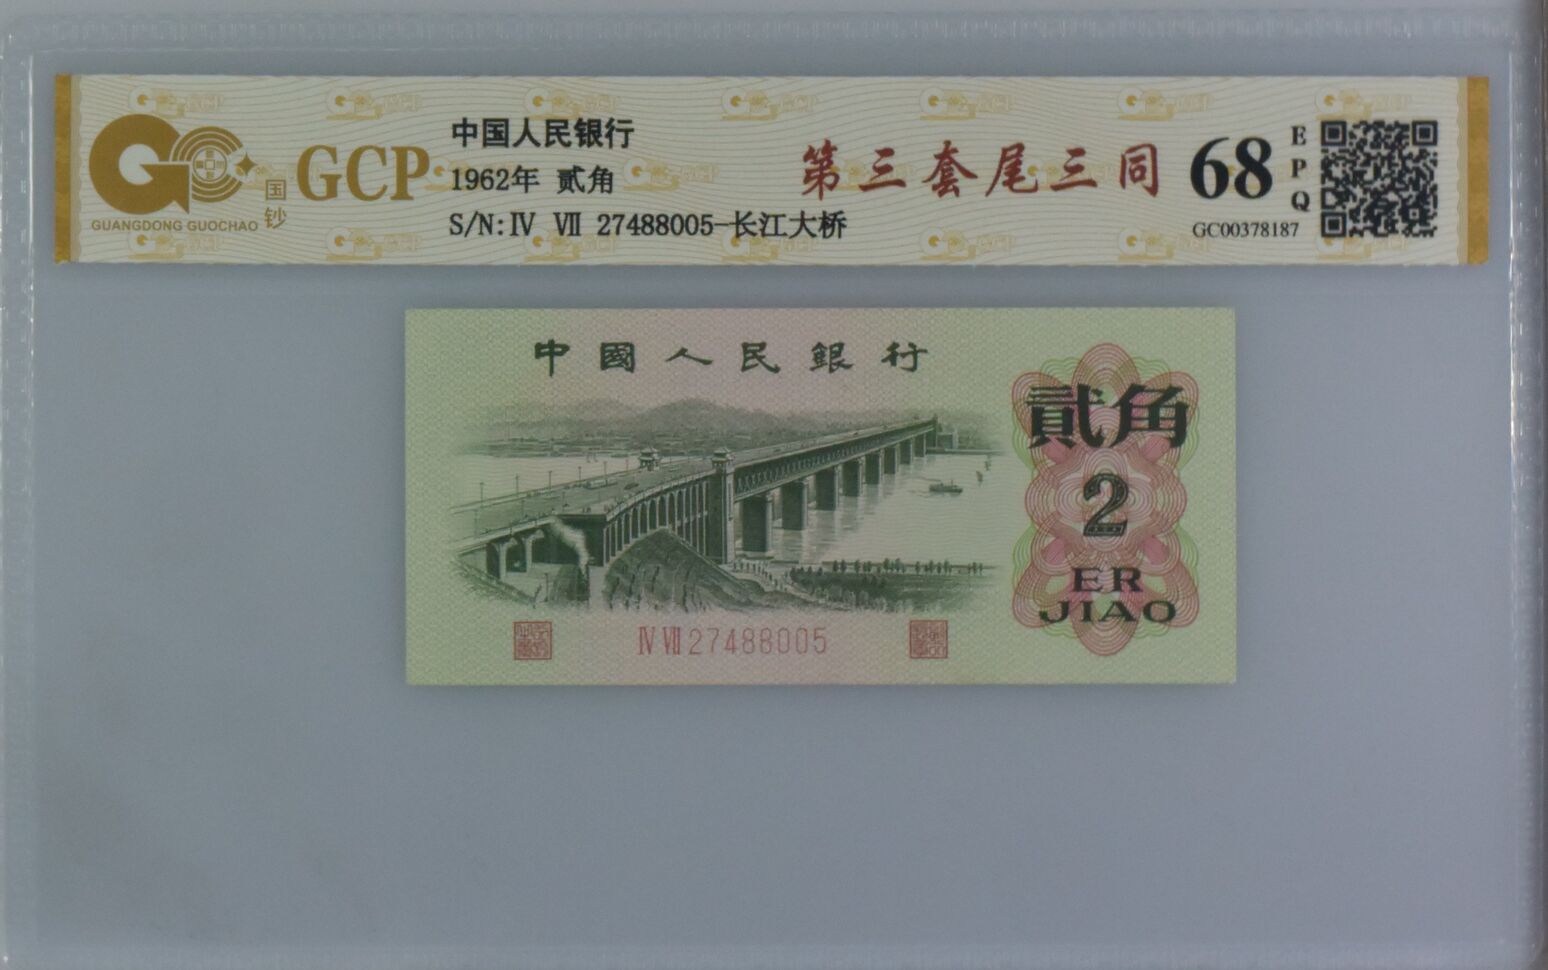 GUANGDONG GUOCHAO
国钞
GCP
中国人民银行
1962年 贰角
S/N:Ⅳ Ⅶ 27488005-长江大桥
第三套尾三同
68
EPQ
GC00378187
中國人民銀行
貳角
2
ER
JIAO
Ⅳ Ⅶ 27488005